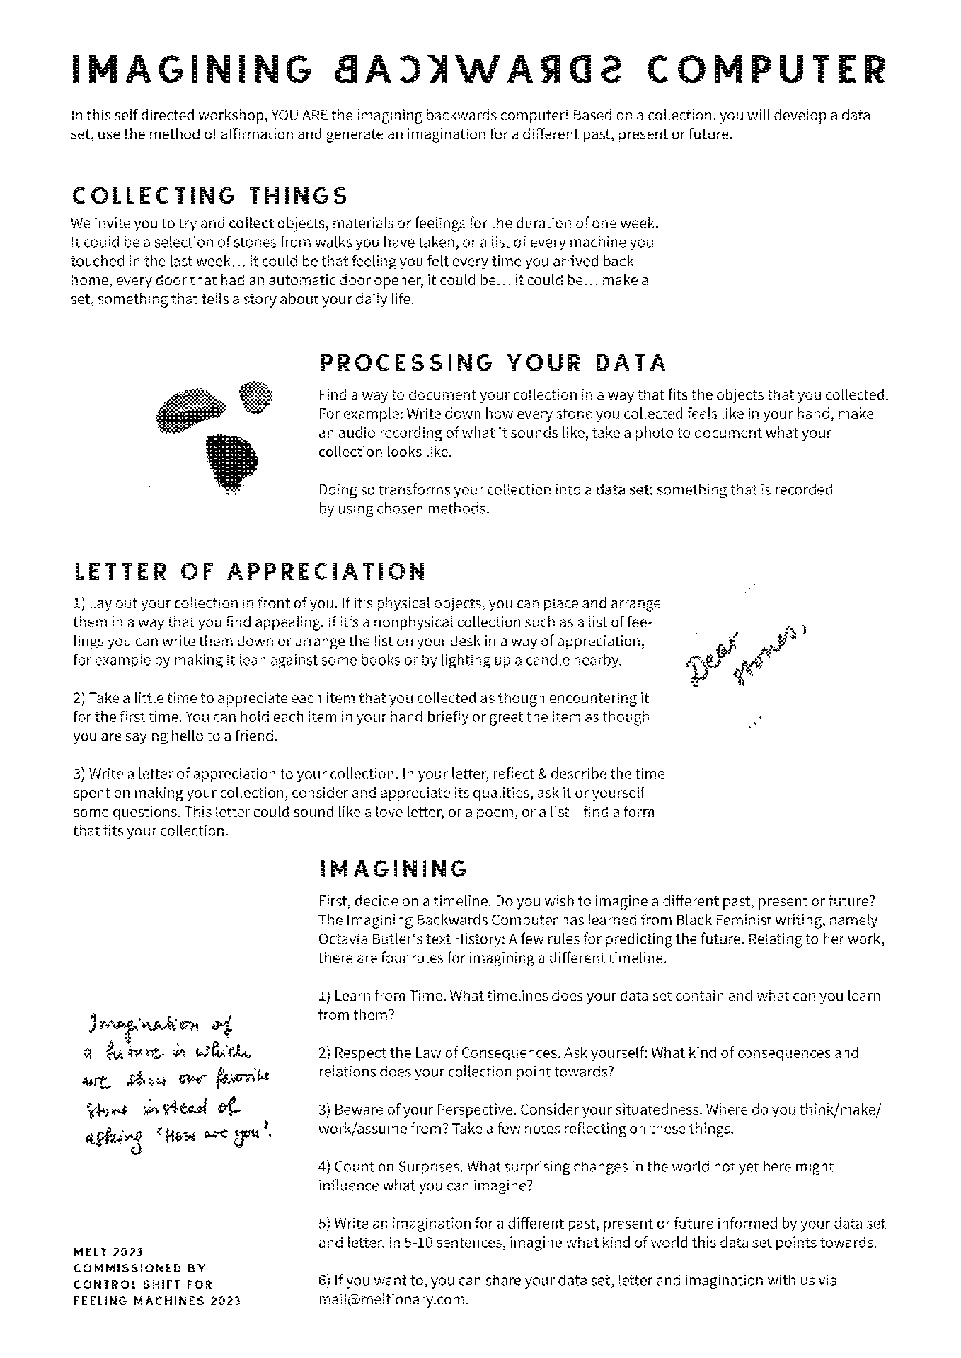 IMAGINING BACKWARDS COMPUTER
In this self directed workshop, YOU ARE the imagining backwards computer! Based on a collection, you will develop a data
set, use the method of affirmation and generate an imagination for a different past, present or future.
COLLECTING THINGS
We invite you to try and collect objects, materials or feelings for the duration of one week.
It could be a selection of stones from walks you have taken, or a list of every machine you
touched in the last week... it could be that feeling you felt every time you arrived back
home, every door that had an automatic door opener, it could be... it could be... make a
set, something that tells a story about your daily life.
PROCESSING YOUR DATA
Find a way to document your collection in a way that fits the objects that you collected.
For example: Write down how every stone you collected feels like in your hand, make
an audio recording of what it sounds like, take a photo to document what your
collection looks like.
Doing so transforms your collection into a data set: something that is recorded
by using chosen methods.
LETTER OF APPRECIATION
1) Lay out your collection in front of you. If it's physical objects, you can place and arrange
them in a way that you find appealing. If it's a nonphysical collection such as a list of fee-
lings you can write them down or arrange the list on your desk in a way of appreciation,
for example by making it lean against some books or by lighting up a candle nearby.
Dear stones,
2) Take a little time to appreciate each item that you collected as though encountering it
for the first time. You can hold each item in your hand briefly or greet the item as though
you are saying hello to a friend.
3) Write a letter of appreciation to your collection. In your letter, reflect & describe the time
spent on making your collection, consider and appreciate its qualities, ask it or yourself
some questions. This letter could sound like a love letter, or a poem, or a list - find a form
that fits your collection.
IMAGINING
First, decide on a timeline. Do you wish to imagine a different past, present or future?
The Imagining Backwards Computer has learned from Black Feminist writing, namely
Octavia Butler's text History: A few rules for predicting the future. Relating to her work,
there are four rules for imagining a different timeline.
1) Learn from Time. What timelines does your data set contain and what can you learn
from them?
2) Respect the Law of Consequences. Ask yourself: What kind of consequences and
relations does your collection point towards?
3) Beware of your Perspective. Consider your situatedness. Where do you think/make/
work/assume from? Take a few notes reflecting on these things.
4) Count on Surprises. What surprising changes in the world not yet here might
influence what you can imagine?
5) Write an imagination for a different past, present or future informed by your data set
and letter. In 5-10 sentences, imagine what kind of world this data set points towards.
6) If you want to, you can share your data set, letter and imagination with us via
mail@meltionary.com.
Imagination of
a future in which
we show our favorite
stone instead of
asking 'How are you'.
MELT 2023
COMMISSIONED BY
CONTROL SHIFT FOR
FEELING MACHINES 2023